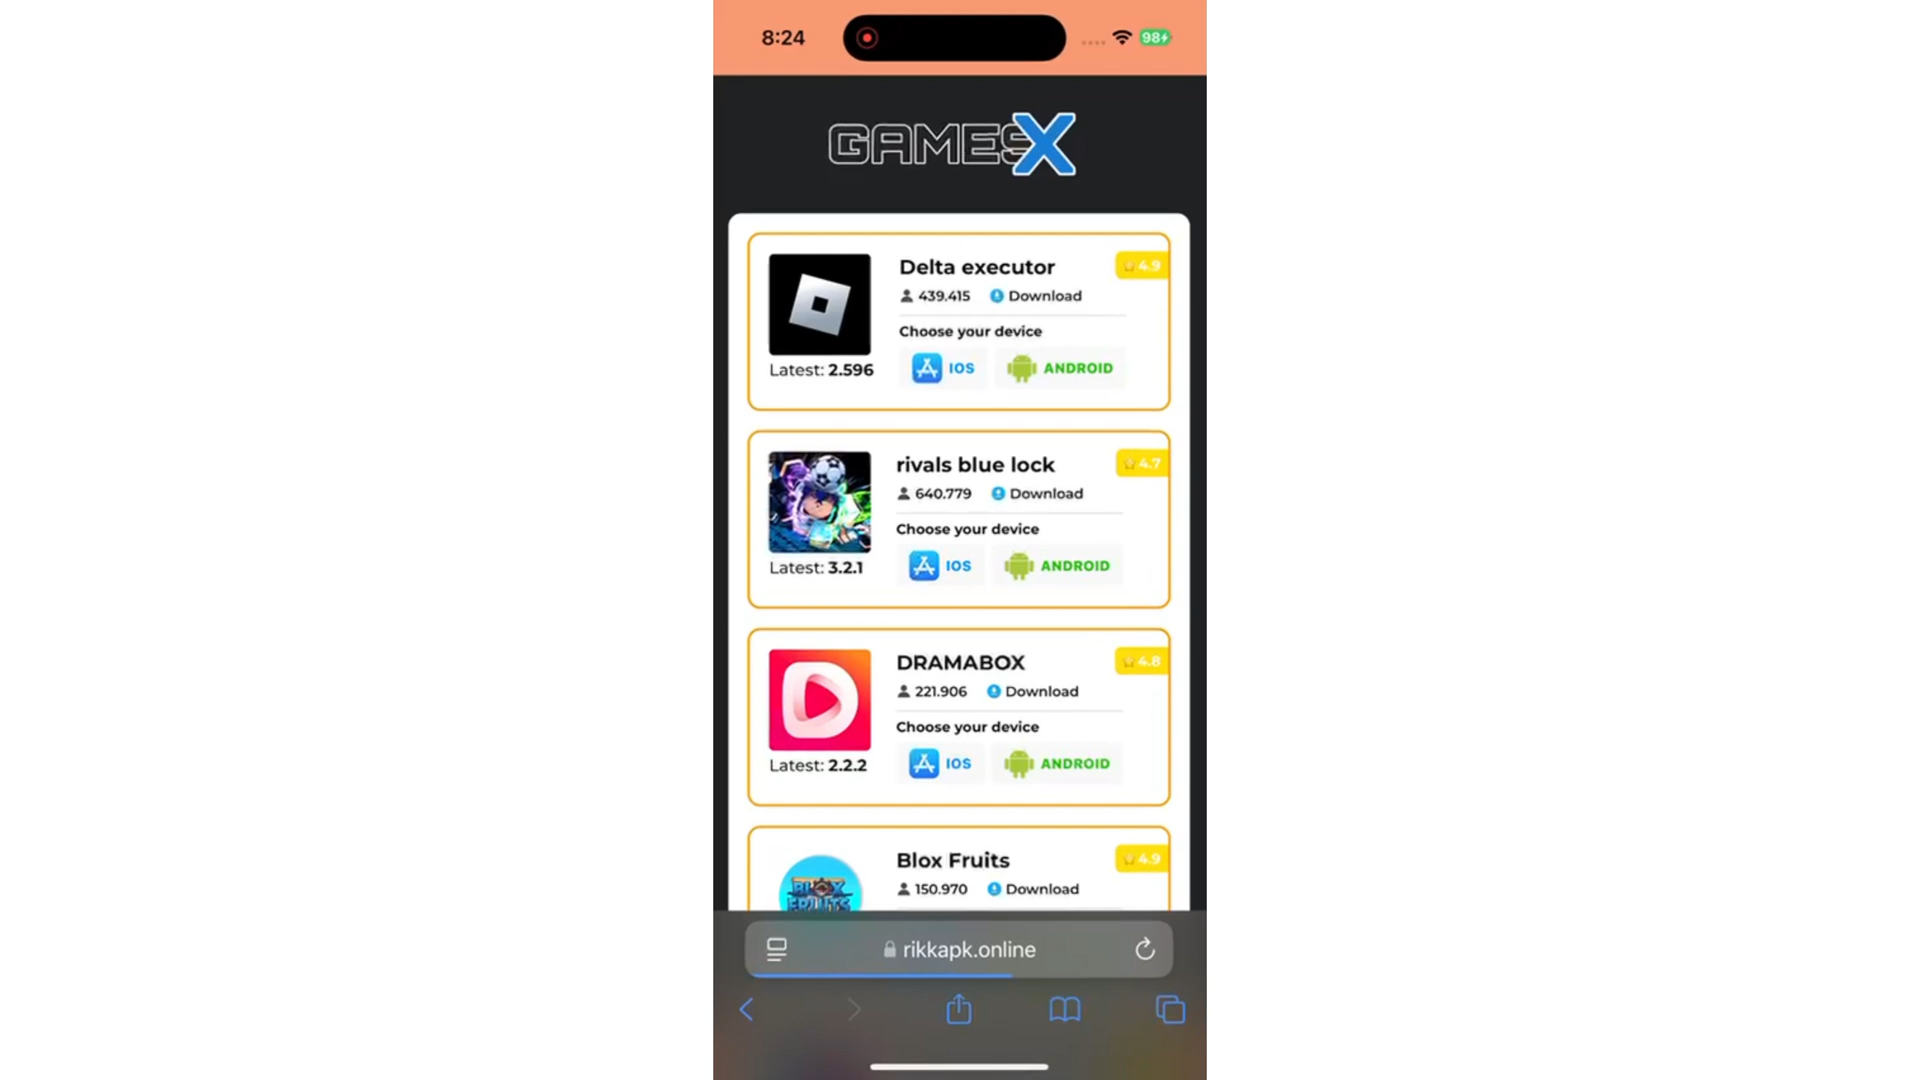 8:24
98
GAMESX
Delta executor
4.9
439.415 Download
Choose your device
IOS ANDROID
Latest: 2.596
rivals blue lock
4.7
640.779 Download
Choose your device
IOS ANDROID
Latest: 3.2.1
DRAMABOX
4.8
221.906 Download
Choose your device
IOS ANDROID
Latest: 2.2.2
Blox Fruits
4.9
150.970 Download
BLOX
FRUITS
rikkapk.online